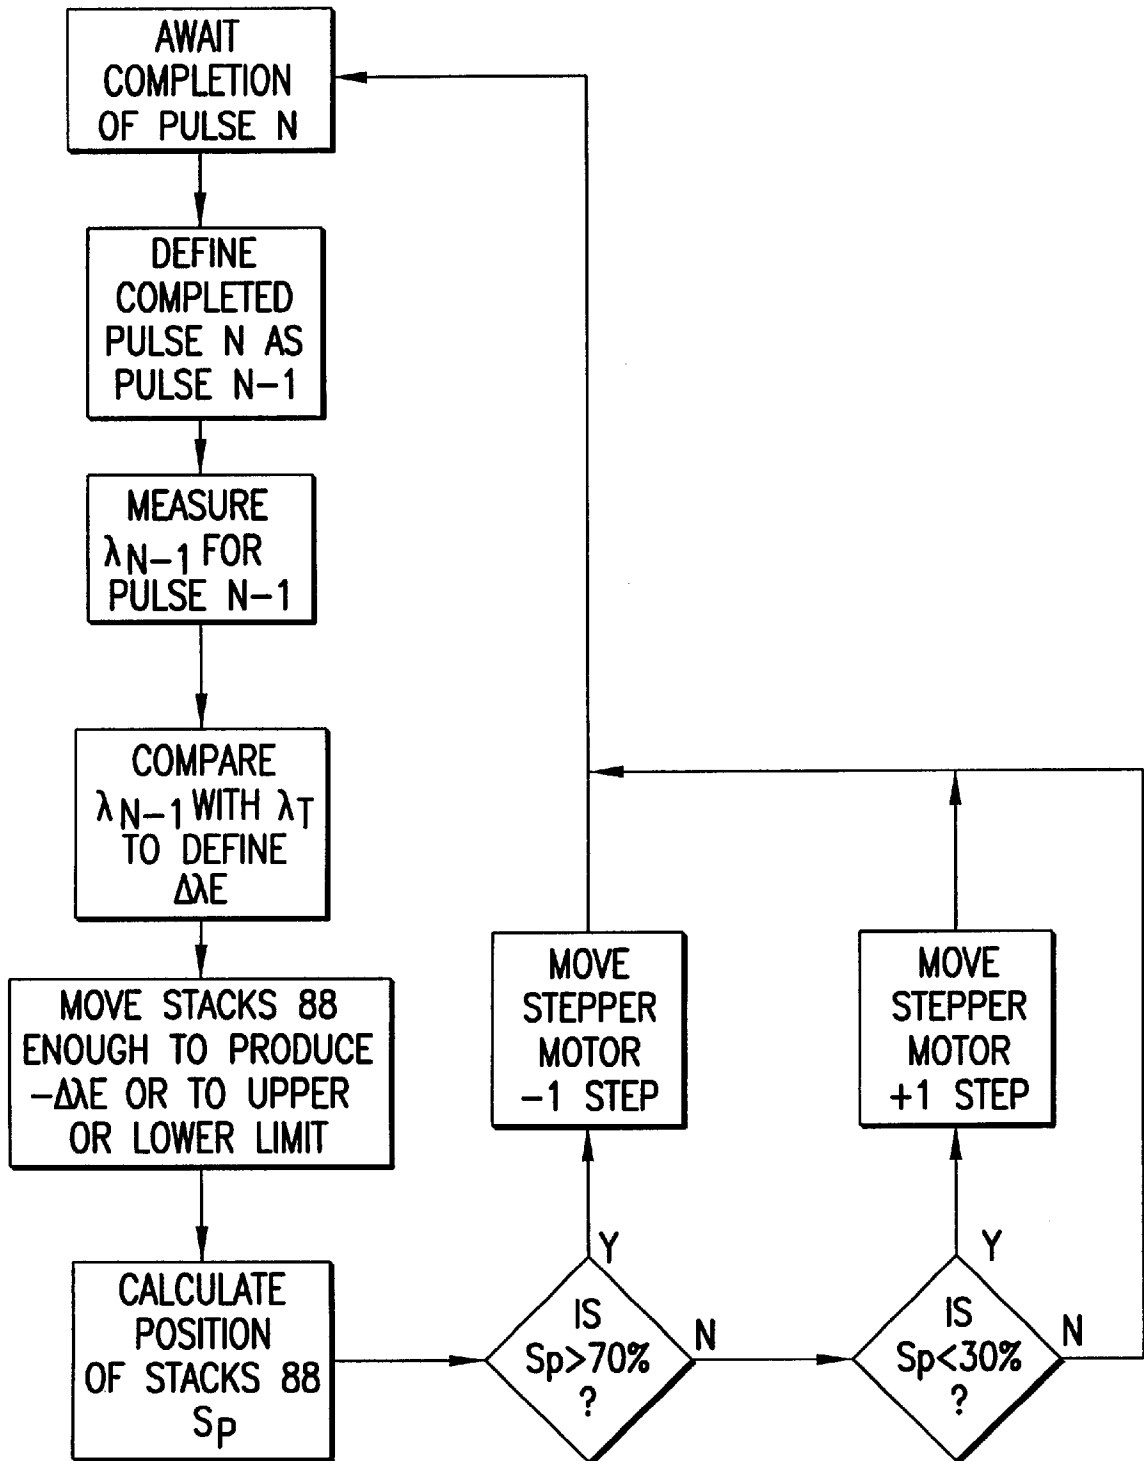 AWAIT
COMPLETION
OF PULSE N
DEFINE
COMPLETED
PULSE N AS
PULSE N-1
MEASURE
λN-1 FOR
PULSE N-1
COMPARE
λN-1 WITH λT
TO DEFINE
ΔλE
MOVE STACKS 88
ENOUGH TO PRODUCE
-ΔλE OR TO UPPER
OR LOWER LIMIT
CALCULATE
POSITION
OF STACKS 88
SP
IS
Sp>70%
?
Y
N
MOVE
STEPPER
MOTOR
-1 STEP
IS
Sp<30%
?
Y
N
MOVE
STEPPER
MOTOR
+1 STEP